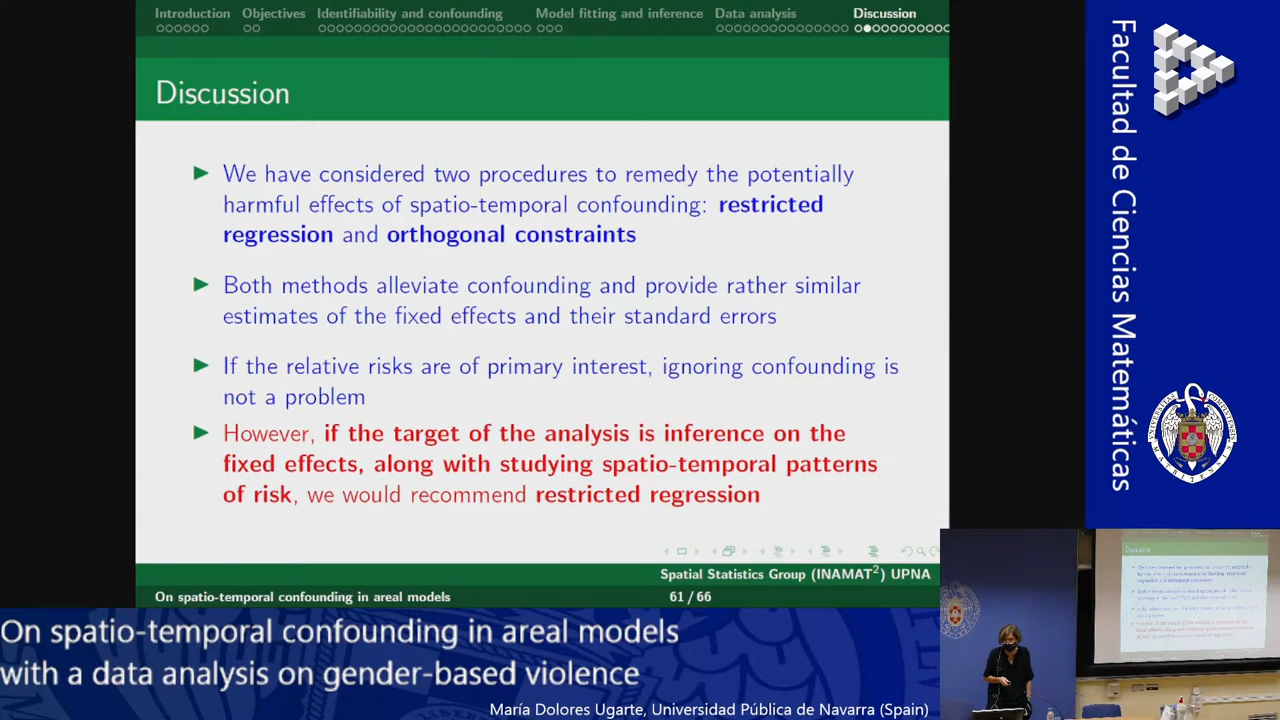 Introduction Objectives Identifiability and confounding Model fitting and inference Data analysis Discussion
Discussion
We have considered two procedures to remedy the potentially
harmful effects of spatio-temporal confounding: restricted
regression and orthogonal constraints
Both methods alleviate confounding and provide rather similar
estimates of the fixed effects and their standard errors
If the relative risks are of primary interest, ignoring confounding is
not a problem
However, if the target of the analysis is inference on the
fixed effects, along with studying spatio-temporal patterns
of risk, we would recommend restricted regression
Spatial Statistics Group (INAMAT2) UPNA
On spatio-temporal confounding in areal models 61 / 66
Facultad de Ciencias Matemáticas
On spatio-temporal confounding in areal models
with a data analysis on gender-based violence
María Dolores Ugarte, Universidad Pública de Navarra (Spain)
Discussion